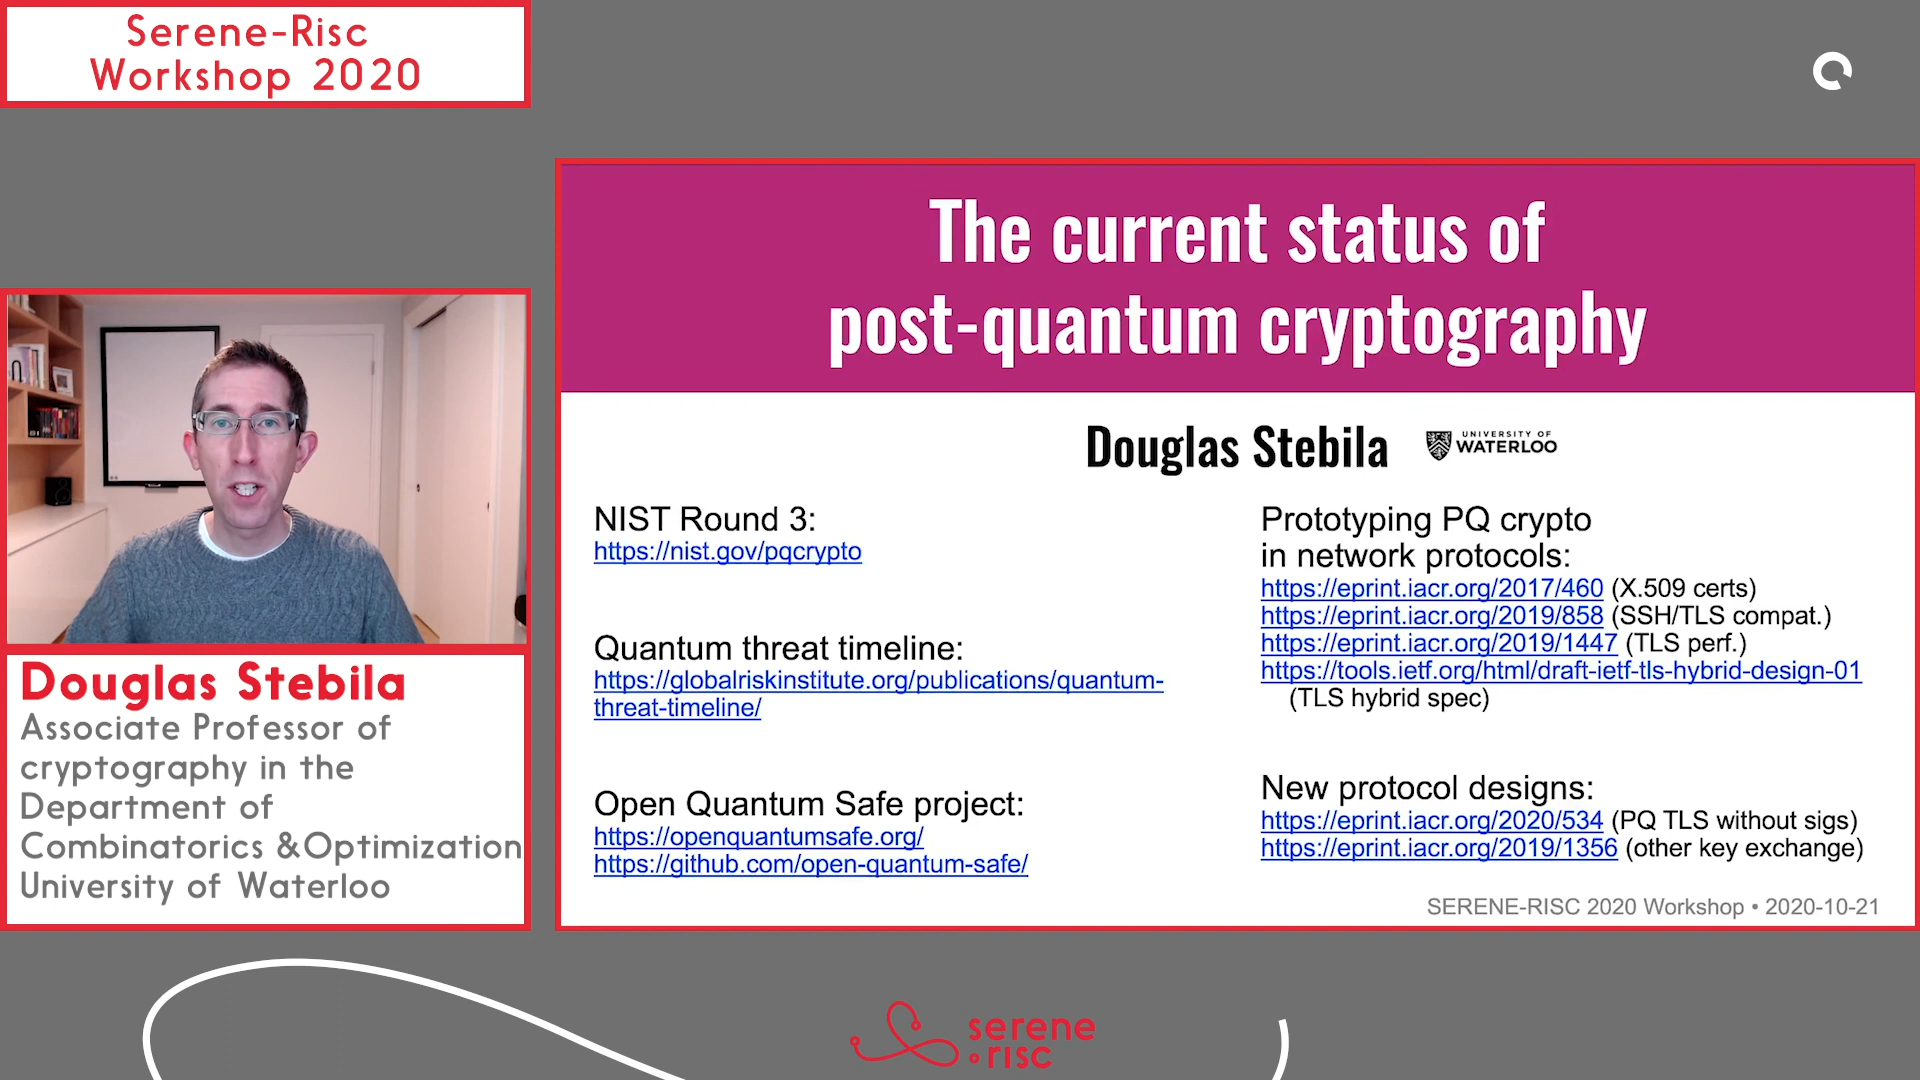 Serene-Risc
Workshop 2020
The current status of
post-quantum cryptography
Douglas Stebila
UNIVERSITY OF
WATERLOO
NIST Round 3:
https://nist.gov/pqcrypto
Quantum threat timeline:
https://globalriskinstitute.org/publications/quantum-
threat-timeline/
Open Quantum Safe project:
https://openquantumsafe.org/
https://github.com/open-quantum-safe/
Prototyping PQ crypto
in network protocols:
https://eprint.iacr.org/2017/460 (X.509 certs)
https://eprint.iacr.org/2019/858 (SSH/TLS compat.)
https://eprint.iacr.org/2019/1447 (TLS perf.)
https://tools.ietf.org/html/draft-ietf-tls-hybrid-design-01
(TLS hybrid spec)
New protocol designs:
https://eprint.iacr.org/2020/534 (PQ TLS without sigs)
https://eprint.iacr.org/2019/1356 (other key exchange)
SERENE-RISC 2020 Workshop • 2020-10-21
Douglas Stebila
Associate Professor of
cryptography in the
Department of
Combinatorics &Optimization
University of Waterloo
serene
risc